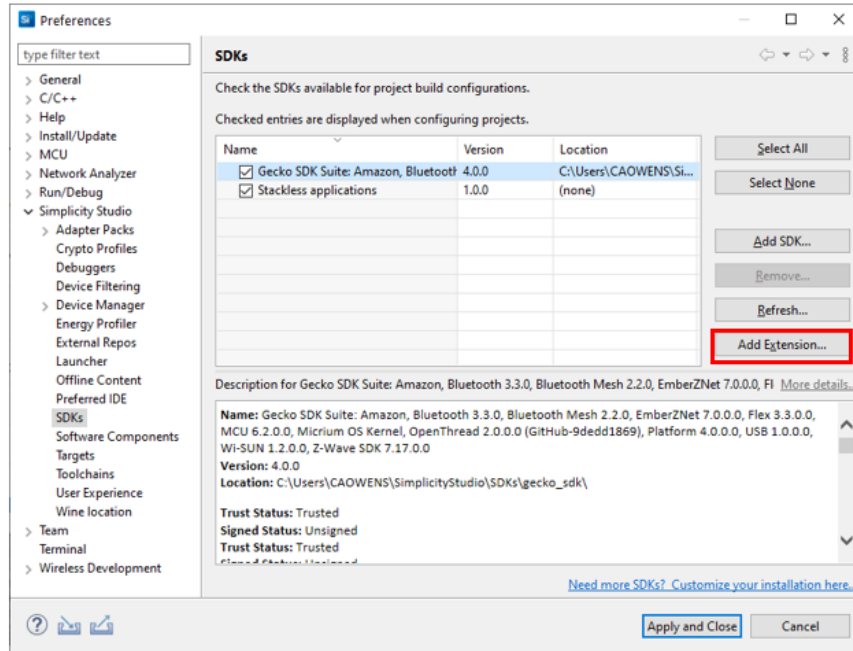 Si Preferences
type filter text
General
C/C++
Help
Install/Update
MCU
Network Analyzer
Run/Debug
Simplicity Studio
Adapter Packs
Crypto Profiles
Debuggers
Device Filtering
Device Manager
Energy Profiler
External Repos
Launcher
Offline Content
Preferred IDE
SDKs
Software Components
Targets
Toolchains
User Experience
Wine location
Team
Terminal
Wireless Development
SDKs
Check the SDKs available for project build configurations.
Checked entries are displayed when configuring projects.
Name Version Location
Gecko SDK Suite: Amazon, Bluetooth 4.0.0 C:\Users\CAOWENS\Si...
Stackless applications 1.0.0 (none)
Select All
Select None
Add SDK...
Remove...
Refresh...
Add Extension...
Description for Gecko SDK Suite: Amazon, Bluetooth 3.3.0, Bluetooth Mesh 2.2.0, EmberZNet 7.0.0.0, Fl More details..
Name: Gecko SDK Suite: Amazon, Bluetooth 3.3.0, Bluetooth Mesh 2.2.0, EmberZNet 7.0.0.0, Flex 3.3.0.0,
MCU 6.2.0.0, Micrium OS Kernel, OpenThread 2.0.0.0 (GitHub-9dedd1869), Platform 4.0.0.0, USB 1.0.0.0,
Wi-SUN 1.2.0.0, Z-Wave SDK 7.17.0.0
Version: 4.0.0
Location: C:\Users\CAOWENS\SimplicityStudio\SDKs\gecko_sdk\
Trust Status: Trusted
Signed Status: Unsigned
Trust Status: Trusted
Signed Status: Unsigned
Need more SDKs? Customize your installation here..
? Apply and Close Cancel